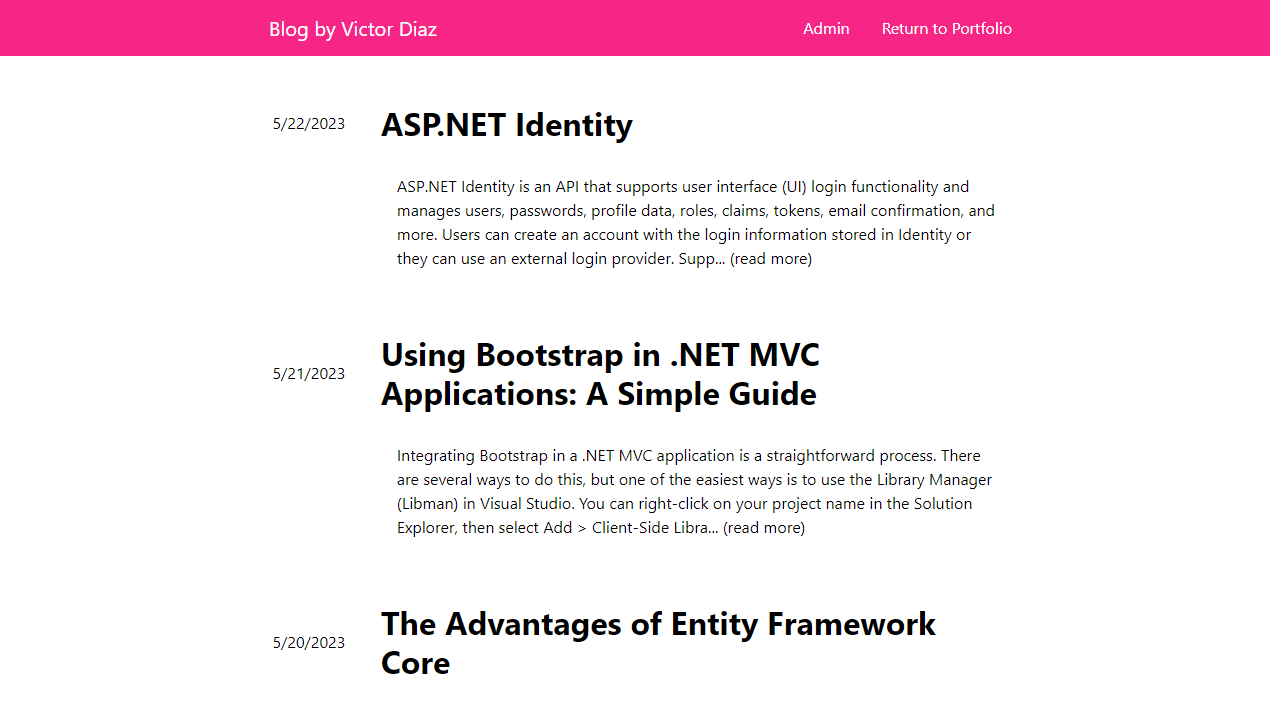 Blog by Victor Diaz
Admin
Return to Portfolio
5/22/2023
ASP.NET Identity
ASP.NET Identity is an API that supports user interface (UI) login functionality and
manages users, passwords, profile data, roles, claims, tokens, email confirmation, and
more. Users can create an account with the login information stored in Identity or
they can use an external login provider. Supp... (read more)
5/21/2023
Using Bootstrap in .NET MVC
Applications: A Simple Guide
Integrating Bootstrap in a .NET MVC application is a straightforward process. There
are several ways to do this, but one of the easiest ways is to use the Library Manager
(Libman) in Visual Studio. You can right-click on your project name in the Solution
Explorer, then select Add > Client-Side Libra... (read more)
5/20/2023
The Advantages of Entity Framework
Core